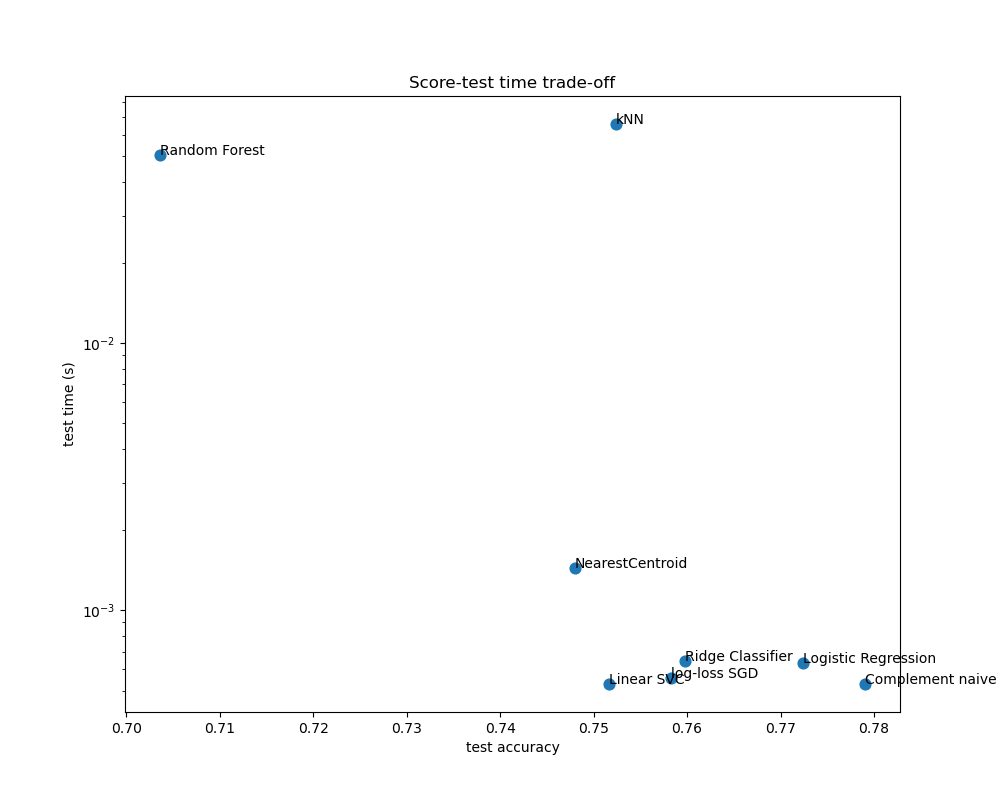 Score-test time trade-off
kNN
Random Forest
10⁻²
test time (s)
NearestCentroid
10⁻³
Ridge Classifier
Logistic Regression
log-loss SGD
Linear SVC
Complement naive
0.70 0.71 0.72 0.73 0.74 0.75 0.76 0.77 0.78
test accuracy